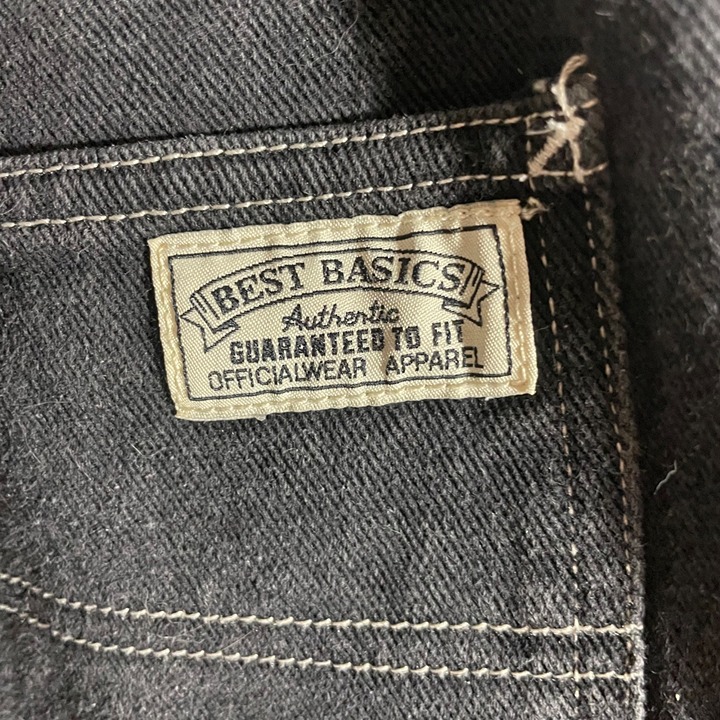 BEST BASICS
Authentic
GUARANTEED TO FIT
OFFICIALWEAR APPAREL